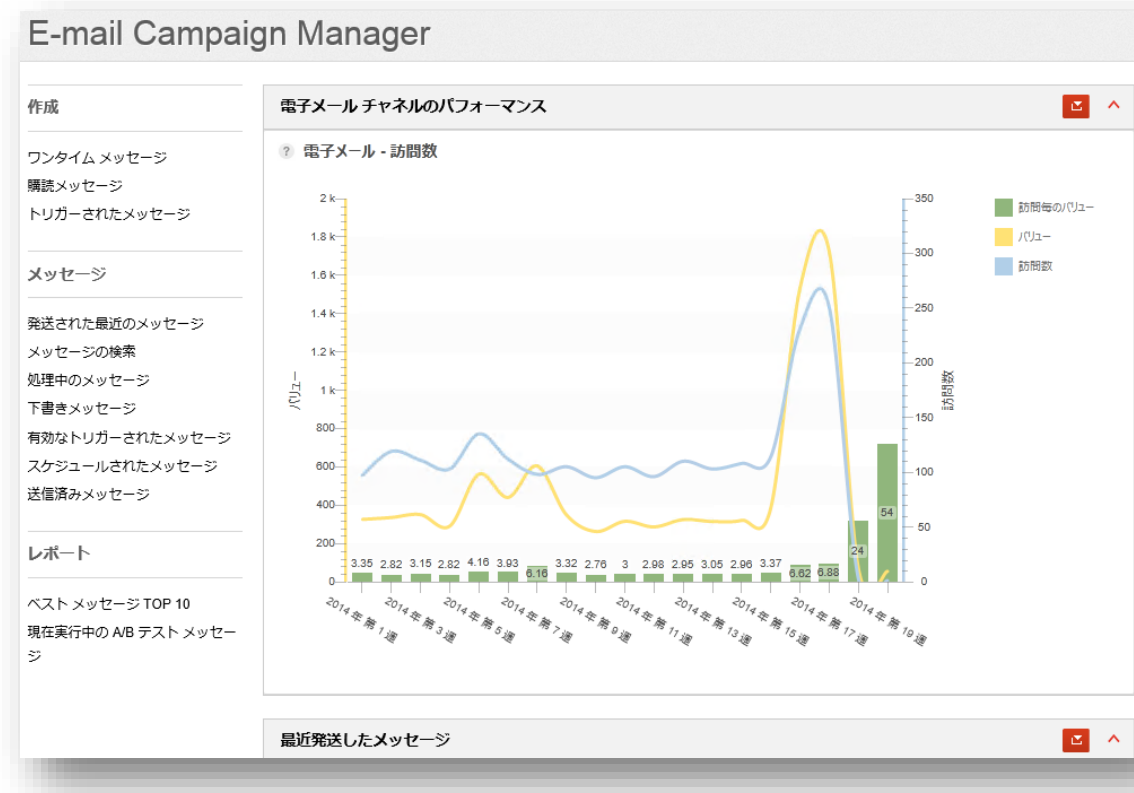 E-mail Campaign Manager
作成
ワンタイム メッセージ
購読メッセージ
トリガーされたメッセージ
メッセージ
発送された最近のメッセージ
メッセージの検索
処理中のメッセージ
下書きメッセージ
有効なトリガーされたメッセージ
スケジュールされたメッセージ
送信済みメッセージ
レポート
ベスト メッセージ TOP 10
現在実行中の A/B テスト メッセー
ジ
電子メール チャネルのパフォーマンス
? 電子メール - 訪問数
2 k
1.8 k
1.6 k
1.4 k
1.2 k
1 k
800
600
400
200
0
バリュー
350
300
250
200
150
100
50
0
訪問数
訪問毎のバリュー
バリュー
訪問数
3.35 2.82 3.15 2.82 4.16 3.93 6.16 3.32 2.76 3 2.98 2.95 3.05 2.96 3.37 6.62 6.88 24 54
2014 年 第 1 週
2014 年 第 3 週
2014 年 第 5 週
2014 年 第 7 週
2014 年 第 9 週
2014 年 第 11 週
2014 年 第 13 週
2014 年 第 15 週
2014 年 第 17 週
2014 年 第 19 週
最近発送したメッセージ